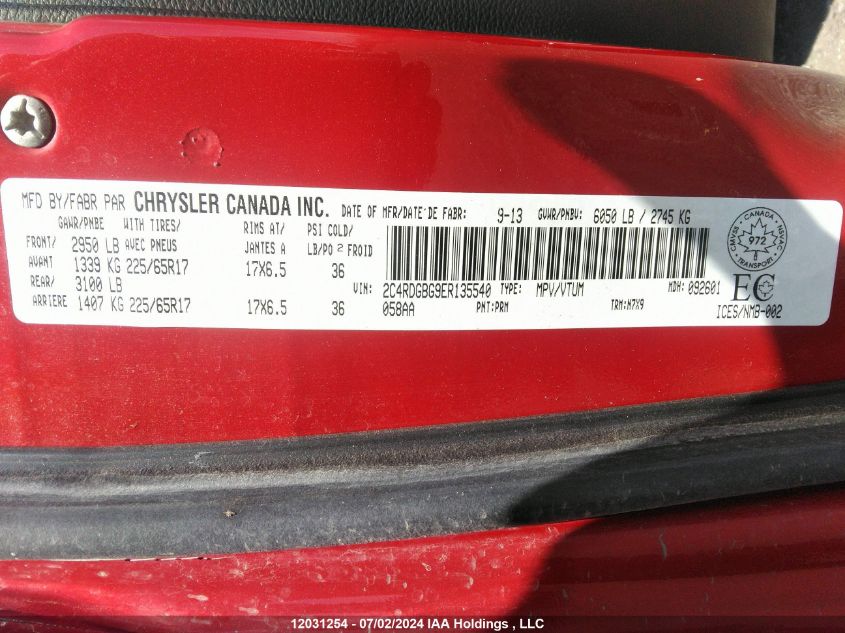 MFD BY/FABR PAR CHRYSLER CANADA INC. DATE OF MFR/DATE DE FABR: 9-13 GVWR/PNBV: 6050 LB / 2745 KG
GAWR/PNBE WITH TIRES/ RIMS AT/ PSI COLD/
FRONT/ 2950 LB AVEC PNEUS JANTES A LB/PO 2 FROID
AVANT 1339 KG 225/65R17 17X6.5 36
REAR/ 3100 LB VIN: 2C4RDGBG9ER135540 TYPE: MPV/VTUM MDH: 092601
ARRIERE 1407 KG 225/65R17 17X6.5 36 058AA PNT:PRM TRM:N7X9
CANADA
CMVSS NSVAC
972
TRANSPORT
EC
ICES/NMB-002
12031254 - 07/02/2024 IAA Holdings , LLC